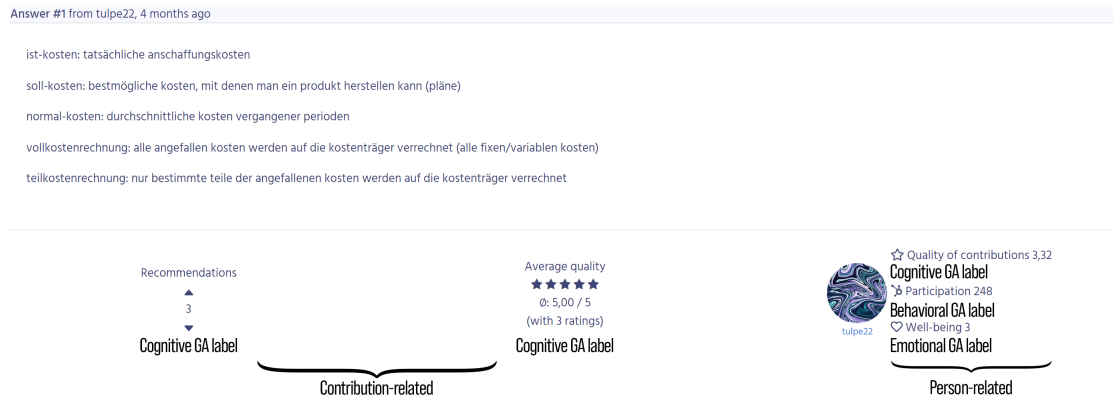 Answer #1 from tulpe22, 4 months ago
ist-kosten: tatsächliche anschaffungskosten
soll-kosten: bestmögliche kosten, mit denen man ein produkt herstellen kann (pläne)
normal-kosten: durchschnittliche kosten vergangener perioden
vollkostenrechnung: alle angefallen kosten werden auf die kostenträger verrechnet (alle fixen/variablen kosten)
teilkostenrechnung: nur bestimmte teile der angefallenen kosten werden auf die kostenträger verrechnet
Recommendations
3
Cognitive GA label
Average quality
Ø: 5,00 / 5
(with 3 ratings)
Cognitive GA label
Contribution-related
tulpe22
Quality of contributions 3,32
Cognitive GA label
Participation 248
Behavioral GA label
Well-being 3
Emotional GA label
Person-related